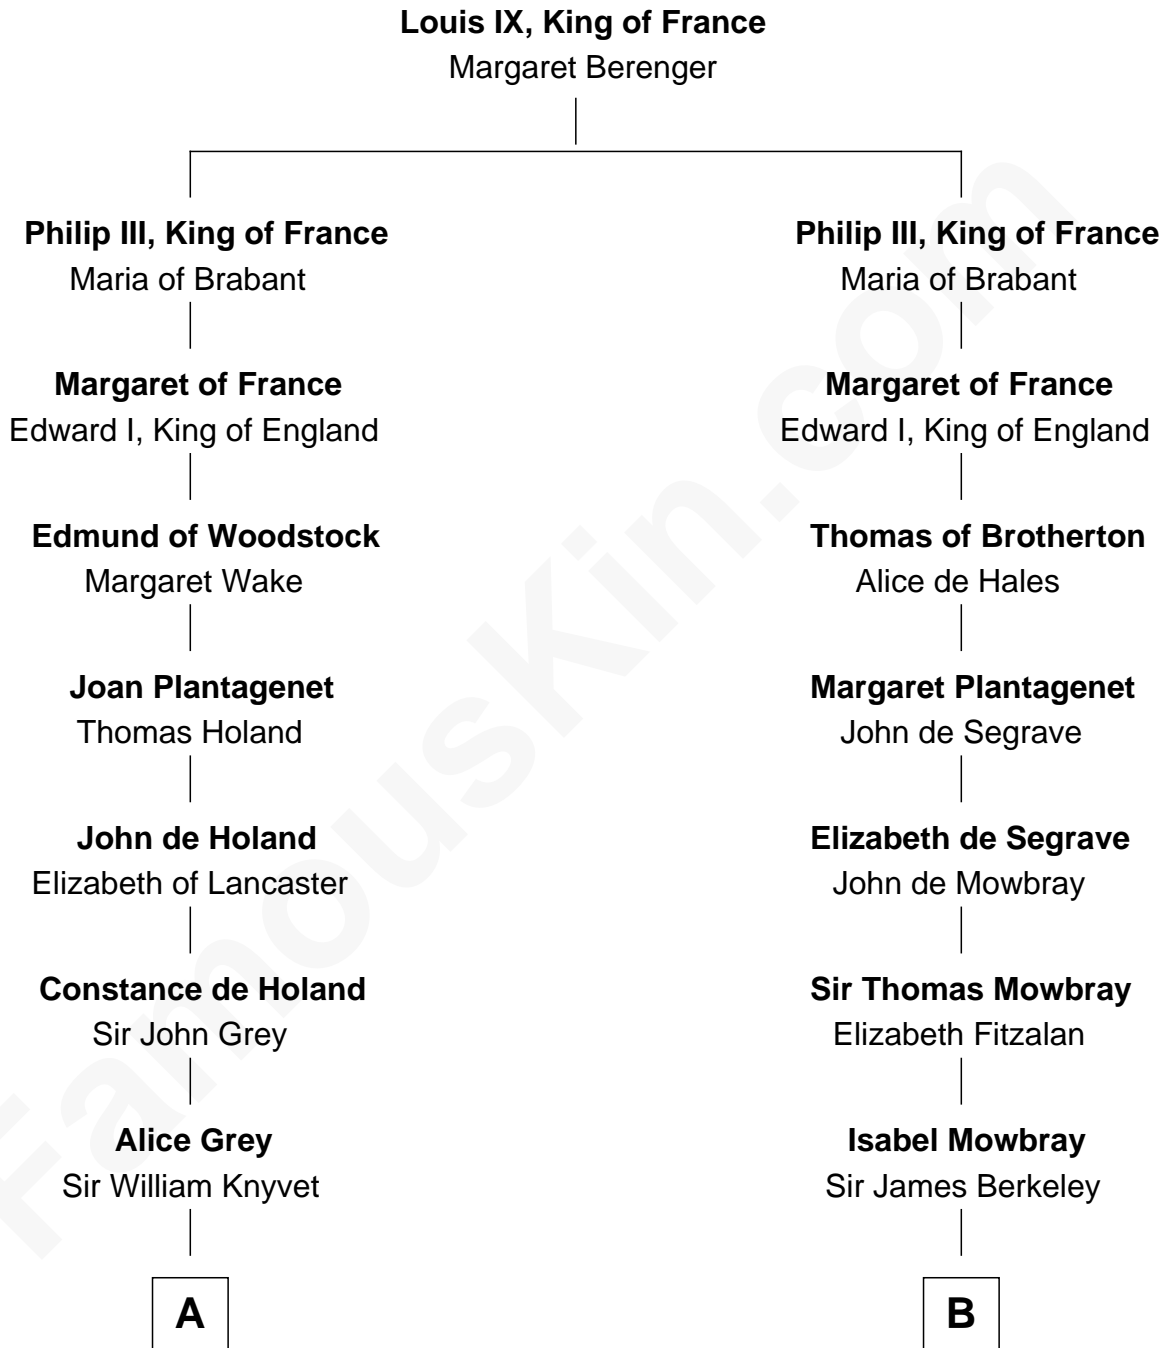 Louis IX, King of France
Margaret Berenger
Philip III, King of France
Maria of Brabant
Margaret of France
Edward I, King of England
Edmund of Woodstock
Margaret Wake
Joan Plantagenet
Thomas Holand
John de Holand
Elizabeth of Lancaster
Constance de Holand
Sir John Grey
Alice Grey
Sir William Knyvet
A
Philip III, King of France
Maria of Brabant
Margaret of France
Edward I, King of England
Thomas of Brotherton
Alice de Hales
Margaret Plantagenet
John de Segrave
Elizabeth de Segrave
John de Mowbray
Sir Thomas Mowbray
Elizabeth Fitzalan
Isabel Mowbray
Sir James Berkeley
B
FamousKin.com